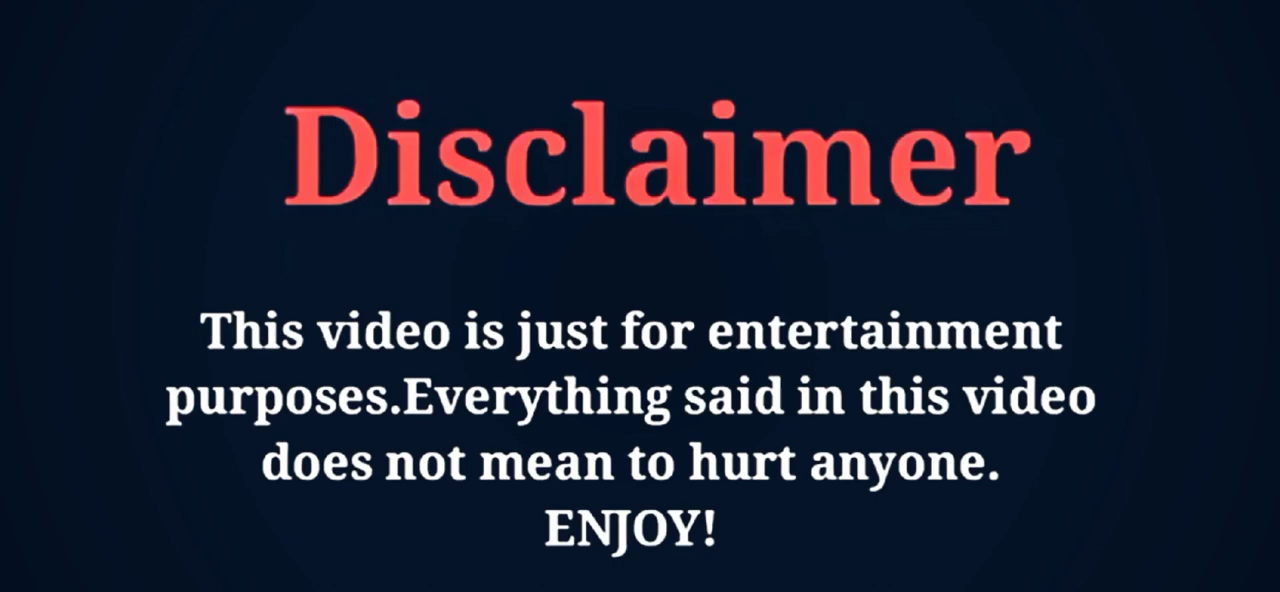 Disclaimer
This video is just for entertainment
purposes.Everything said in this video
does not mean to hurt anyone.
ENJOY!